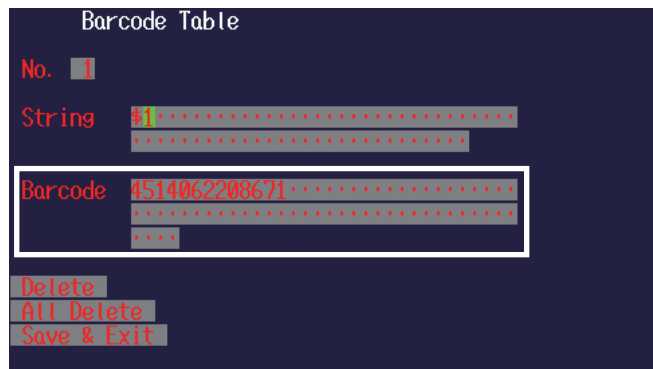 Barcode Table
No. 1
String $1······························
····························
Barcode 4514062208671···················
································
····
Delete
All Delete
Save & Exit